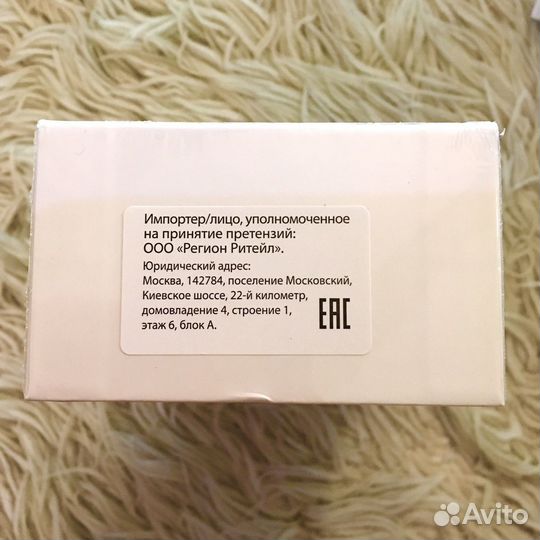 Импортер/лицо, уполномоченное
на принятие претензий:
ООО «Регион Ритейл».
Юридический адрес:
Москва, 142784, поселение Московский,
Киевское шоссе, 22-й километр,
домовладение 4, строение 1,
этаж 6, блок А.
ЕАС
Avito